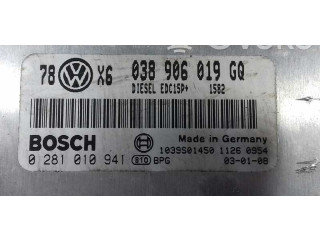 78 VW X6 038 906 019 GQ
DIESEL EDC15P+ 1582
BOSCH
Made in Germany
1039S01450 1126 0954
0 281 010 941 BPG 03-01-08